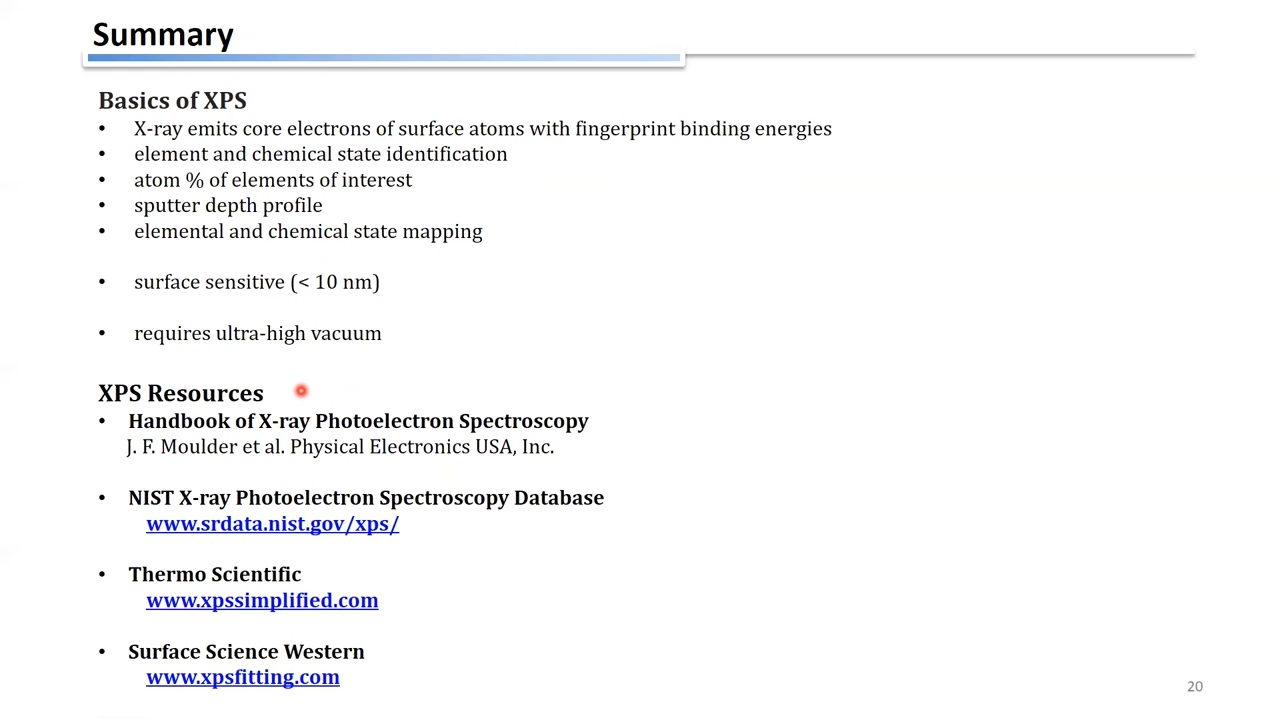 Summary
Basics of XPS
• X-ray emits core electrons of surface atoms with fingerprint binding energies
• element and chemical state identification
• atom % of elements of interest
• sputter depth profile
• elemental and chemical state mapping
• surface sensitive (< 10 nm)
• requires ultra-high vacuum
XPS Resources
• Handbook of X-ray Photoelectron Spectroscopy
J. F. Moulder et al. Physical Electronics USA, Inc.
• NIST X-ray Photoelectron Spectroscopy Database
www.srdata.nist.gov/xps/
• Thermo Scientific
www.xpssimplified.com
• Surface Science Western
www.xpsfitting.com
20